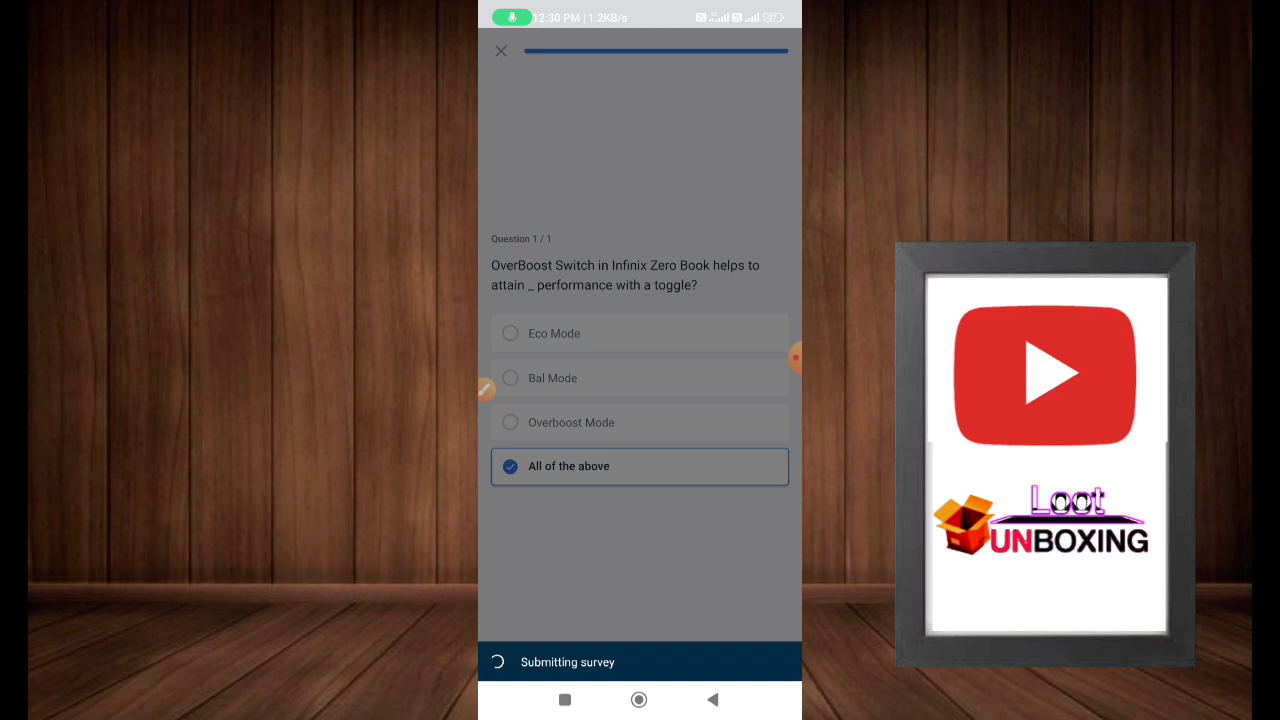 12:30 PM | 1.2KB/s
Question 1 / 1
OverBoost Switch in Infinix Zero Book helps to
attain _ performance with a toggle?
Eco Mode
Bal Mode
Overboost Mode
All of the above
Submitting survey
Loot
UNBOXING